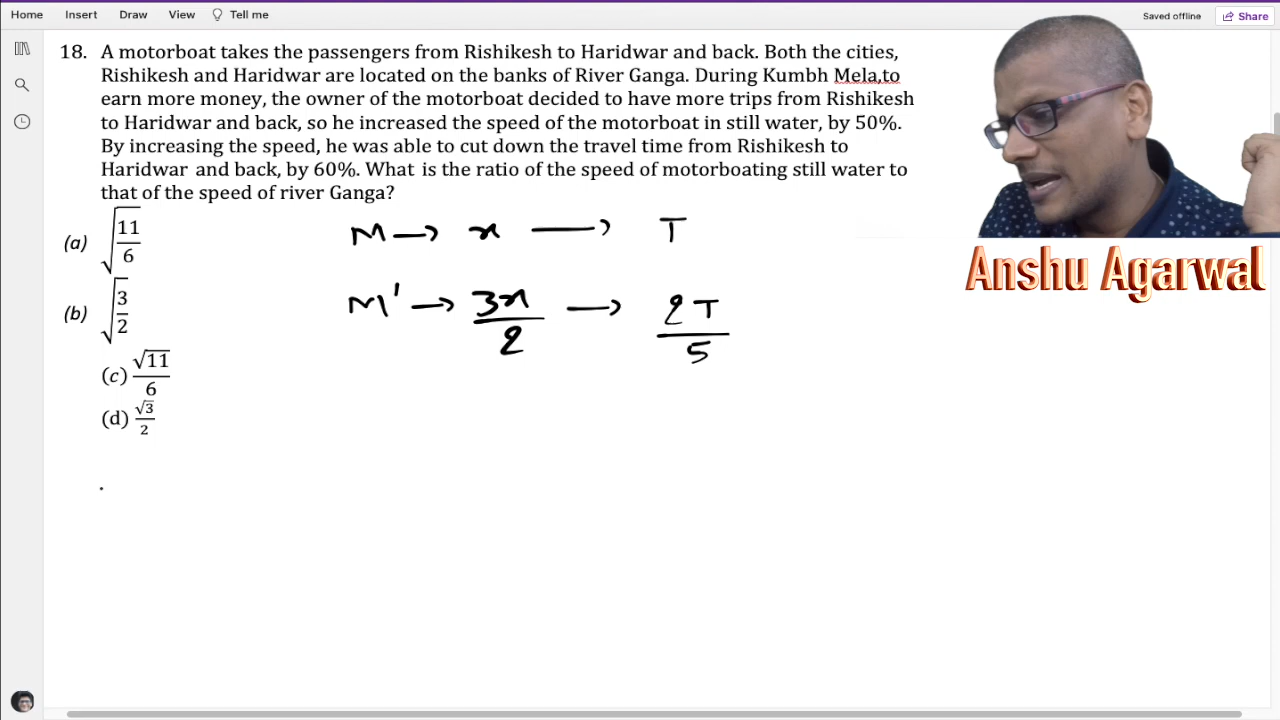 Home Insert Draw View Tell me Saved offline Share
18. A motorboat takes the passengers from Rishikesh to Haridwar and back. Both the cities,
Rishikesh and Haridwar are located on the banks of River Ganga. During Kumbh Mela,to
earn more money, the owner of the motorboat decided to have more trips from Rishikesh
to Haridwar and back, so he increased the speed of the motorboat in still water, by 50%.
By increasing the speed, he was able to cut down the travel time from Rishikesh to
Haridwar and back, by 60%. What is the ratio of the speed of motorboating still water to
that of the speed of river Ganga?
(a) √(11/6)
(b) √(3/2)
(c) √11/6
(d) √3/2
M → x → T
M' → 3x/2 → 2T/5
Anshu Agarwal